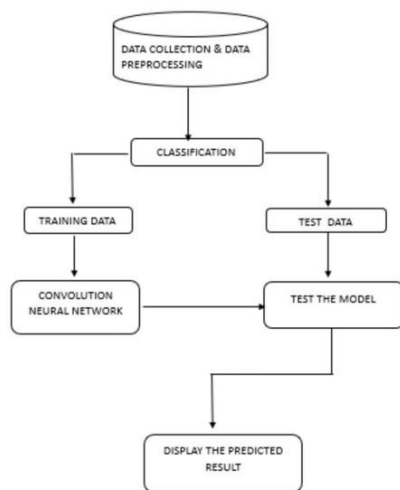 DATA COLLECTION & DATA
PREPROCESSING
CLASSIFICATION
TRAINING DATA
TEST DATA
CONVOLUTION
NEURAL NETWORK
TEST THE MODEL
DISPLAY THE PREDICTED
RESULT